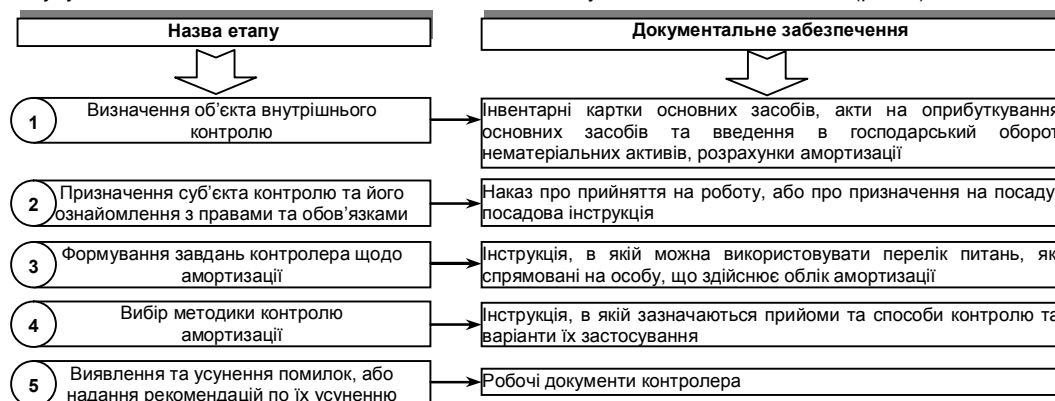 Назва етапу
Документальне забезпечення
1
Визначення об’єкта внутрішнього
контролю
Інвентарні картки основних засобів, акти на оприбуткування
основних засобів та введення в господарський оборот
нематеріальних активів, розрахунки амортизації
2
Призначення суб’єкта контролю та його
ознайомлення з правами та обов’язками
Наказ про прийняття на роботу, або про призначення на посаду
посадова інструкція
3
Формування завдань контролера щодо
амортизації
Інструкція, в якій можна використовувати перелік питань, як
спрямовані на особу, що здійснює облік амортизації
4
Вибір методики контролю
амортизації
Інструкція, в якій зазначаються прийоми та способи контролю та
варіанти їх застосування
5
Виявлення та усунення помилок, або
надання рекомендацій по їх усуненню
Робочі документи контролера